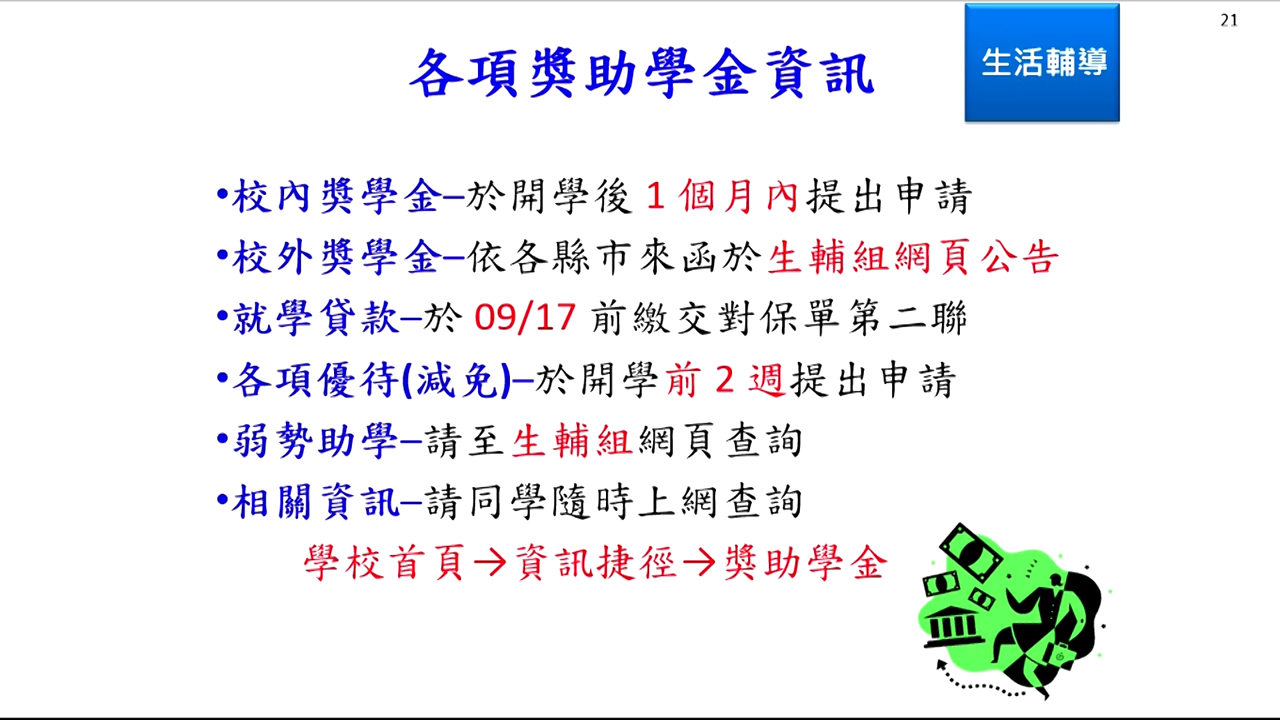 21
生活輔導
各項獎助學金資訊
•校內獎學金–於開學後 1 個月內提出申請
•校外獎學金–依各縣市來函於生輔組網頁公告
•就學貸款–於 09/17 前繳交對保單第二聯
•各項優待(減免)–於開學前 2 週提出申請
•弱勢助學–請至生輔組網頁查詢
•相關資訊–請同學隨時上網查詢
學校首頁→資訊捷徑→獎助學金